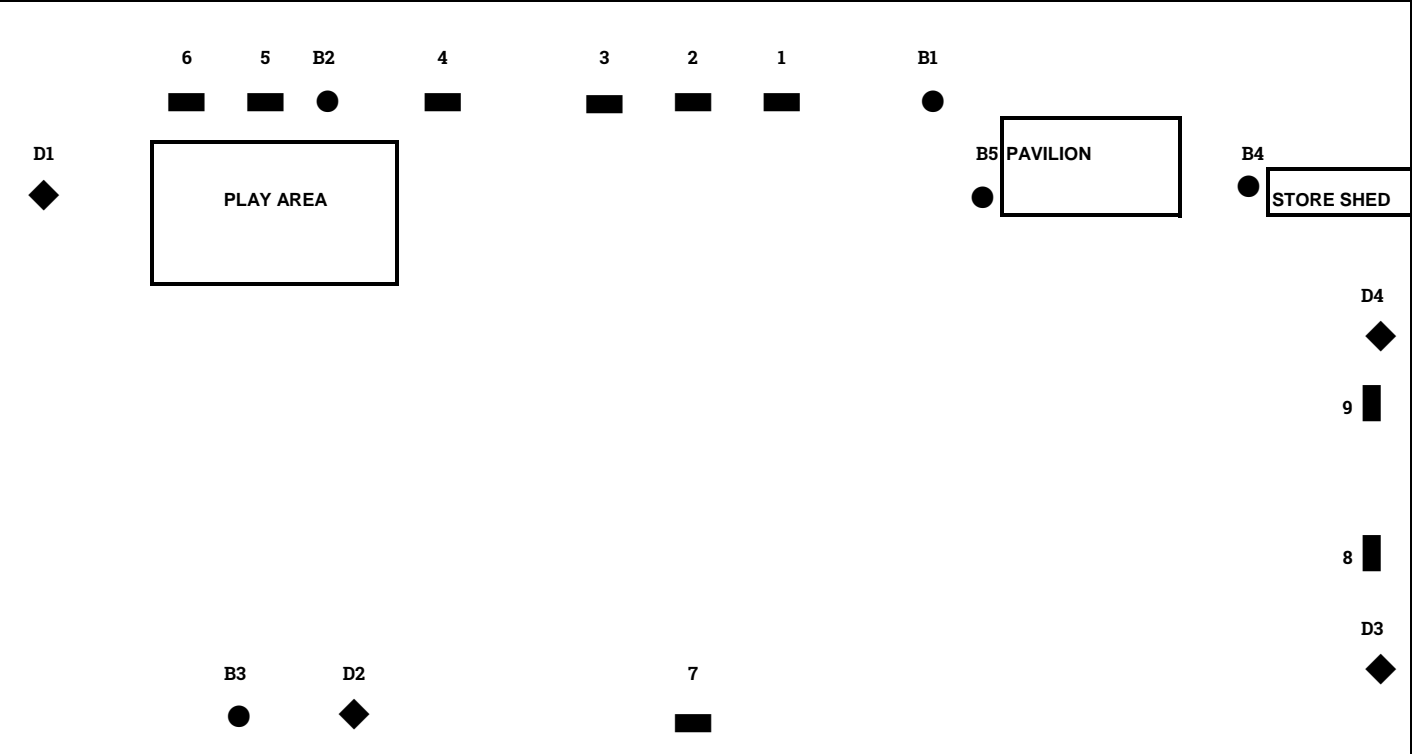 6 5 B2 4 3 2 1 B1
D1 B5 PAVILION B4
PLAY AREA STORE SHED
D4
9
8
D3
B3 D2 7